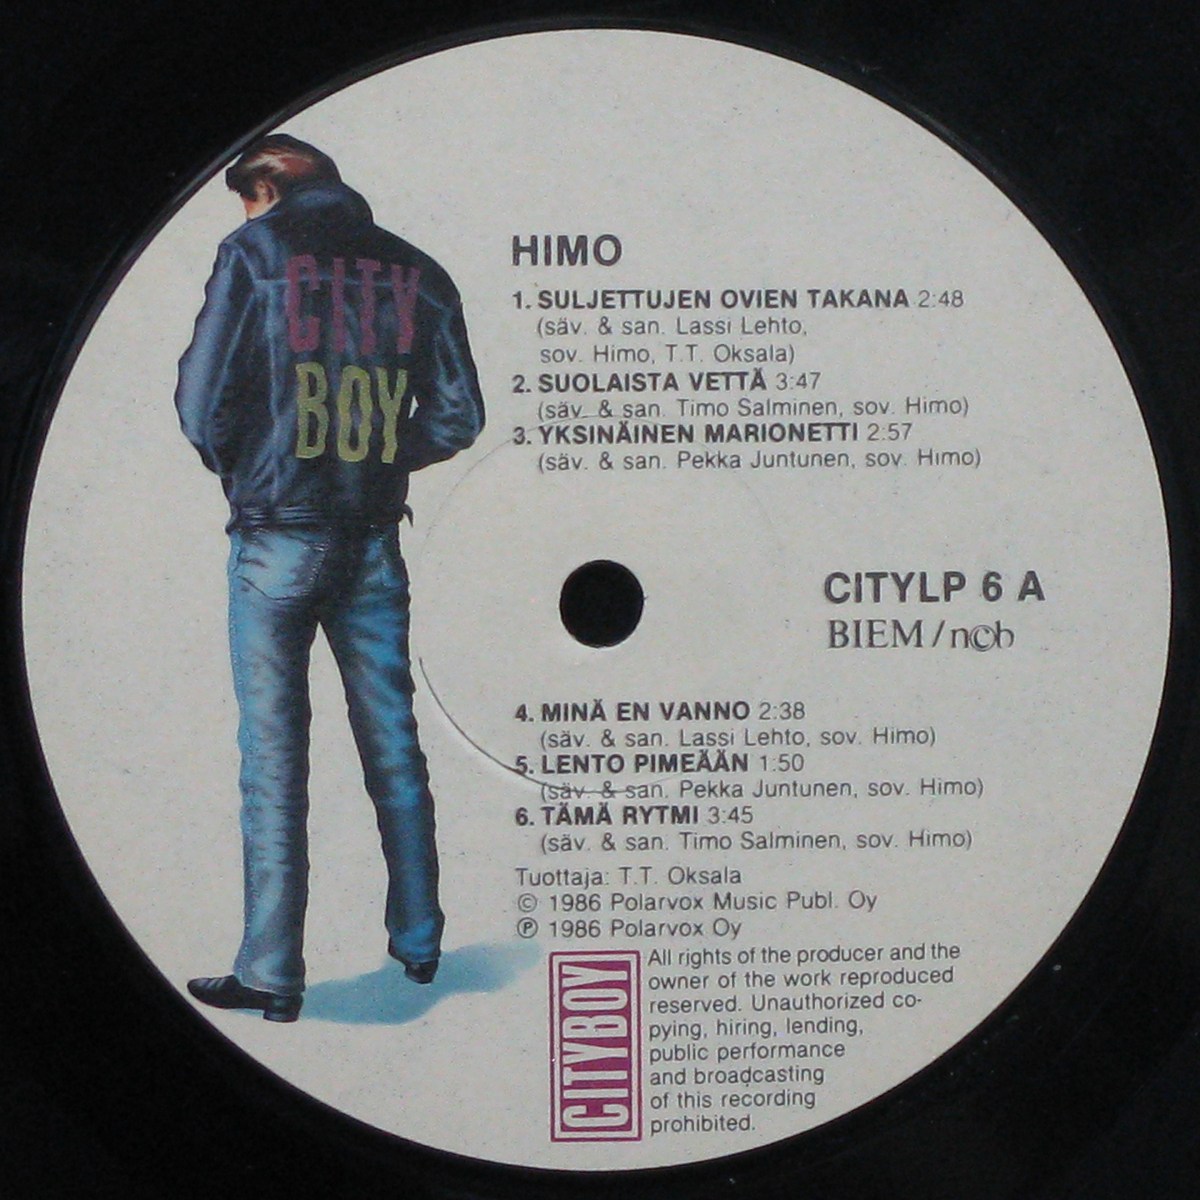 CITY
BOY
HIMO
1. SULJETTUJEN OVIEN TAKANA 2:48
(säv. & san. Lassi Lehto,
sov. Himo, T.T. Oksala)
2. SUOLAISTA VETTÄ 3:47
(säv. & san. Timo Salminen, sov. Himo)
3. YKSINÄINEN MARIONETTI 2:57
(säv. & san. Pekka Juntunen, sov. Himo)
CITYLP 6 A
BIEM/n©b
4. MINÄ EN VANNO 2:38
(säv. & san. Lassi Lehto, sov. Himo)
5. LENTO PIMEÄÄN 1:50
(säv. & san. Pekka Juntunen, sov. Himo)
6. TÄMÄ RYTMI 3:45
(säv. & san. Timo Salminen, sov. Himo)
Tuottaja: T.T. Oksala
© 1986 Polarvox Music Publ. Oy
℗ 1986 Polarvox Oy
CITYBOY
All rights of the producer and the
owner of the work reproduced
reserved. Unauthorized co-
pying, hiring, lending,
public performance
and broadcasting
of this recording
prohibited.